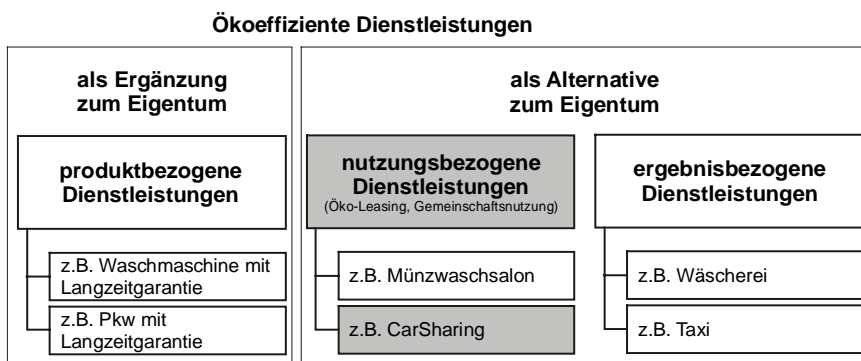 Ökoeffiziente Dienstleistungen
als Ergänzung
zum Eigentum
als Alternative
zum Eigentum
produktbezogene
Dienstleistungen
nutzungsbezogene
Dienstleistungen
(Öko-Leasing, Gemeinschaftsnutzung)
ergebnisbezogene
Dienstleistungen
z.B. Waschmaschine mit
Langzeitgarantie
z.B. Münzwaschsalon
z.B. Wäscherei
z.B. Pkw mit
Langzeitgarantie
z.B. CarSharing
z.B. Taxi